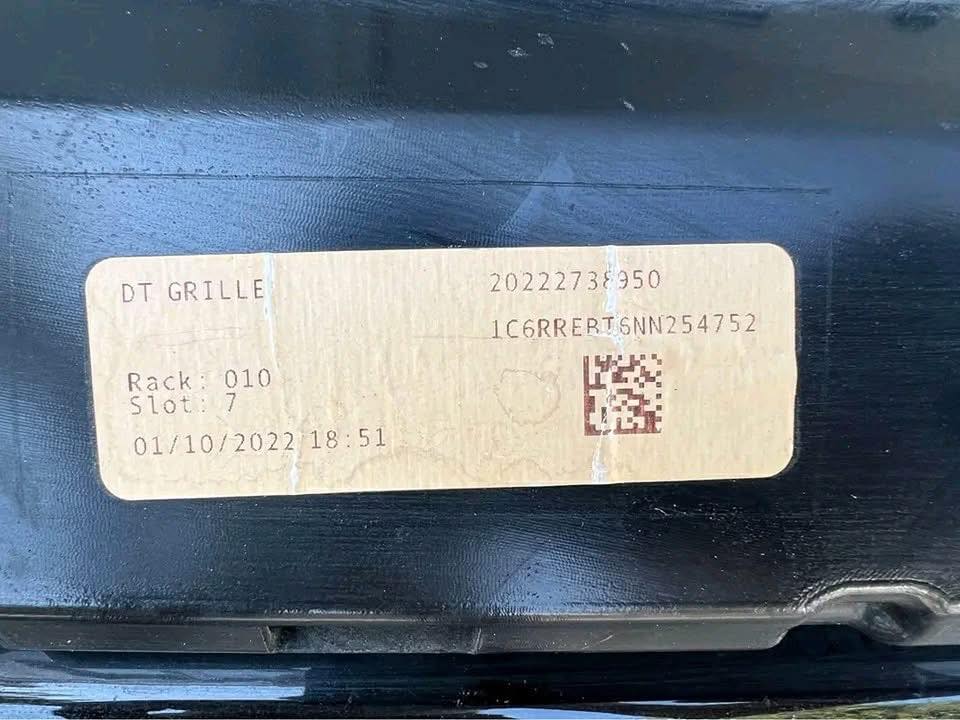 DT GRILLE
20222738950
1C6RREBT6NN254752
Rack: 010
Slot: 7
01/10/2022 18:51